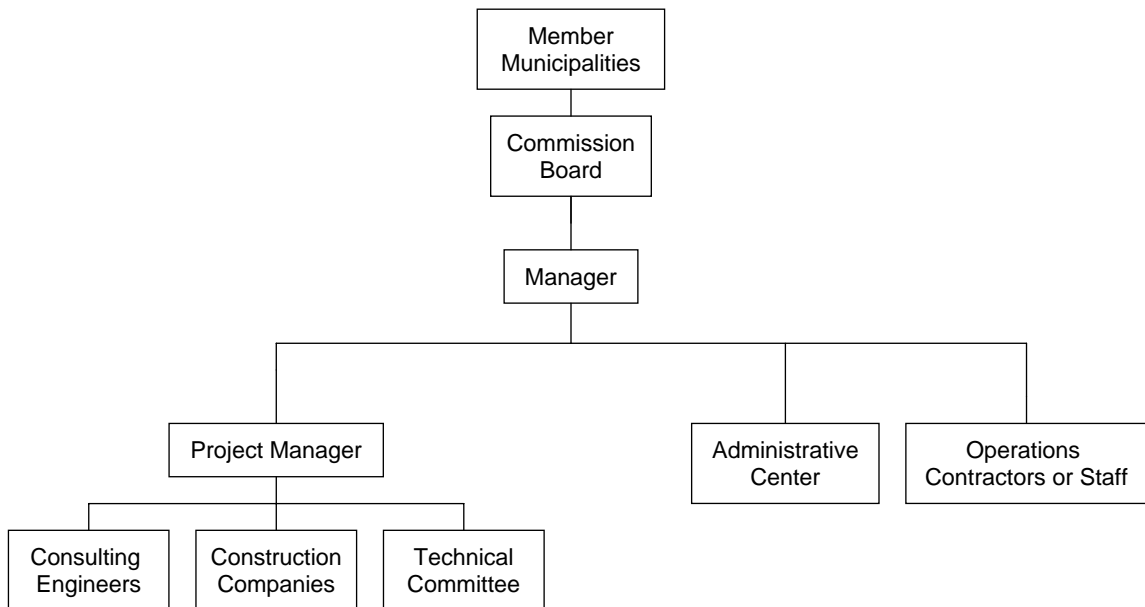 Member
Municipalities
Commission
Board
Manager
Project Manager
Administrative
Center
Operations
Contractors or Staff
Consulting
Engineers
Construction
Companies
Technical
Committee